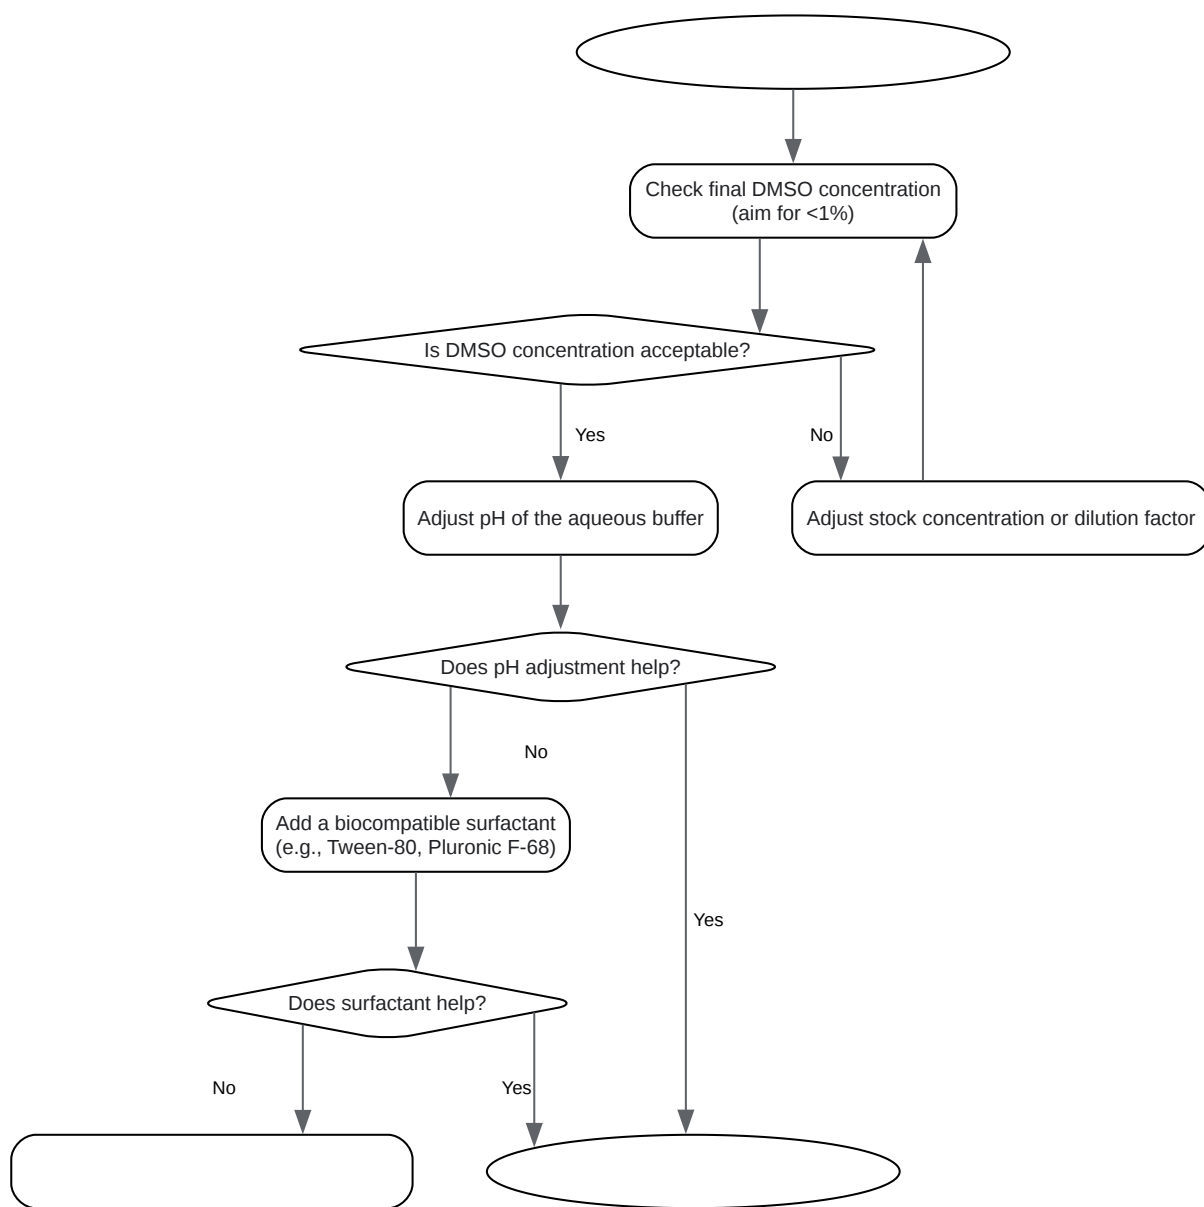 Check final DMSO concentration
(aim for <1%)
Is DMSO concentration acceptable?
Yes
No
Adjust pH of the aqueous buffer
Adjust stock concentration or dilution factor
Does pH adjustment help?
No
Add a biocompatible surfactant
(e.g., Tween-80, Pluronic F-68)
Yes
Does surfactant help?
No
Yes